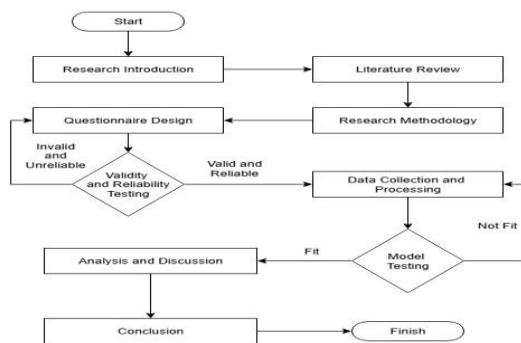 Start
Research Introduction
Literature Review
Questionnaire Design
Research Methodology
Invalid
and
Unreliable
Validity
and Reliability
Testing
Valid and
Reliable
Data Collection and
Processing
Not Fit
Analysis and Discussion
Fit
Model
Testing
Conclusion
Finish